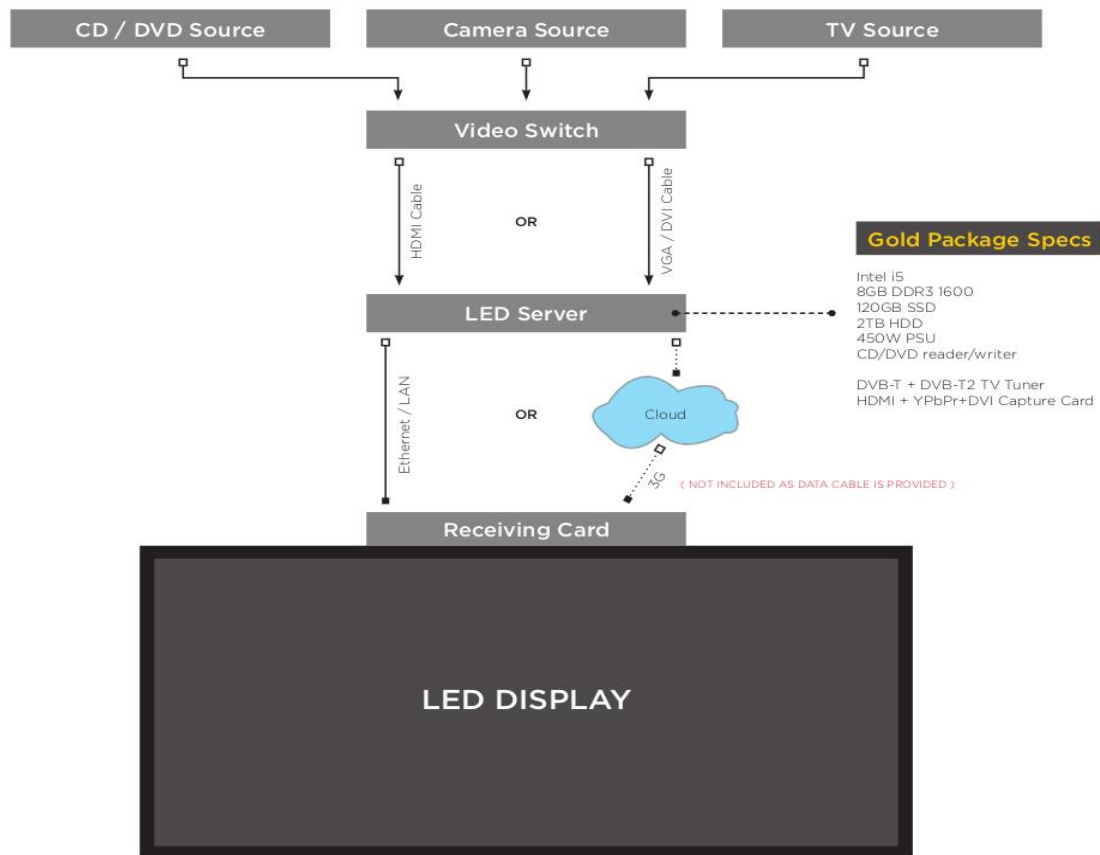 CD / DVD Source
Camera Source
TV Source
Video Switch
HDMI Cable
OR
VGA / DVI Cable
Gold Package Specs
Intel i5
8GB DDR3 1600
120GB SSD
2TB HDD
450W PSU
CD/DVD reader/writer
DVB-T + DVB-T2 TV Tuner
HDMI + YPbPr+DVI Capture Card
LED Server
Ethernet / LAN
OR
Cloud
3G
( NOT INCLUDED AS DATA CABLE IS PROVIDED )
Receiving Card
LED DISPLAY